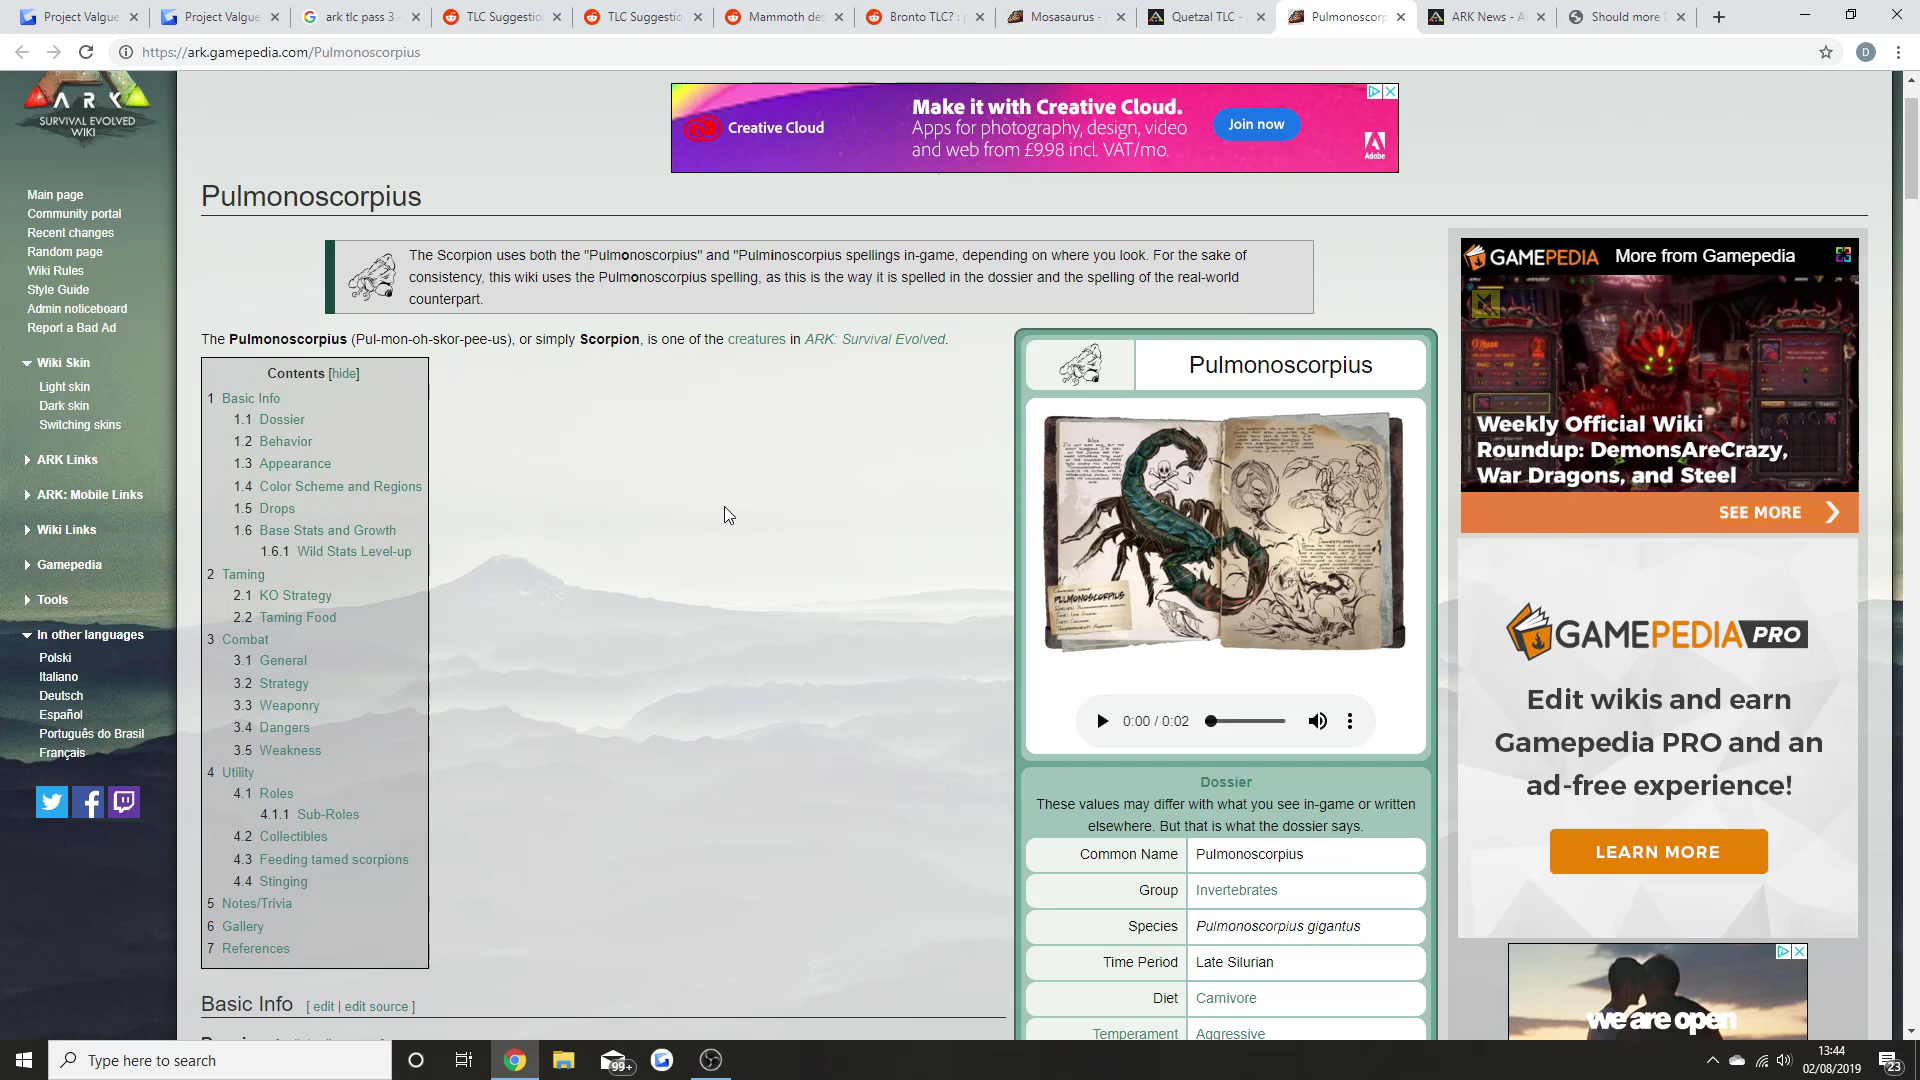 Project Valgue
Project Valgue
ark tlc pass 3 -
TLC Suggestio
TLC Suggestio
Mammoth de
Bronto TLC? : p
Mosasaurus -
Quetzal TLC -
Pulmonoscorp
ARK News - A
Should more
https://ark.gamepedia.com/Pulmonoscorpius
D
ARK
SURVIVAL EVOLVED
WIKI
Main page
Community portal
Recent changes
Random page
Wiki Rules
Style Guide
Admin noticeboard
Report a Bad Ad
Wiki Skin
Light skin
Dark skin
Switching skins
ARK Links
ARK: Mobile Links
Wiki Links
Gamepedia
Tools
In other languages
Polski
Italiano
Deutsch
Español
Português do Brasil
Français
Creative Cloud
Make it with Creative Cloud.
Apps for photography, design, video
and web from £9.98 incl. VAT/mo.
Join now
Adobe
Pulmonoscorpius
The Scorpion uses both the "Pulmonoscorpius" and "Pulminoscorpius spellings in-game, depending on where you look. For the sake of
consistency, this wiki uses the Pulmonoscorpius spelling, as this is the way it is spelled in the dossier and the spelling of the real-world
counterpart.
The Pulmonoscorpius (Pul-mon-oh-skor-pee-us), or simply Scorpion, is one of the creatures in ARK: Survival Evolved.
Contents [hide]
1 Basic Info
1.1 Dossier
1.2 Behavior
1.3 Appearance
1.4 Color Scheme and Regions
1.5 Drops
1.6 Base Stats and Growth
1.6.1 Wild Stats Level-up
2 Taming
2.1 KO Strategy
2.2 Taming Food
3 Combat
3.1 General
3.2 Strategy
3.3 Weaponry
3.4 Dangers
3.5 Weakness
4 Utility
4.1 Roles
4.1.1 Sub-Roles
4.2 Collectibles
4.3 Feeding tamed scorpions
4.4 Stinging
5 Notes/Trivia
6 Gallery
7 References
Basic Info [ edit | edit source ]
Pulmonoscorpius
PULMONOSCORPIUS
0:00 / 0:02
Dossier
These values may differ with what you see in-game or written
elsewhere. But that is what the dossier says.
Common Name Pulmonoscorpius
Group Invertebrates
Species Pulmonoscorpius gigantus
Time Period Late Silurian
Diet Carnivore
Temperament Aggressive
GAMEPEDIA More from Gamepedia
Weekly Official Wiki
Roundup: DemonsAreCrazy,
War Dragons, and Steel
SEE MORE
GAMEPEDIA PRO
Edit wikis and earn
Gamepedia PRO and an
ad-free experience!
LEARN MORE
we are open
Type here to search
99+
13:44
02/08/2019
23